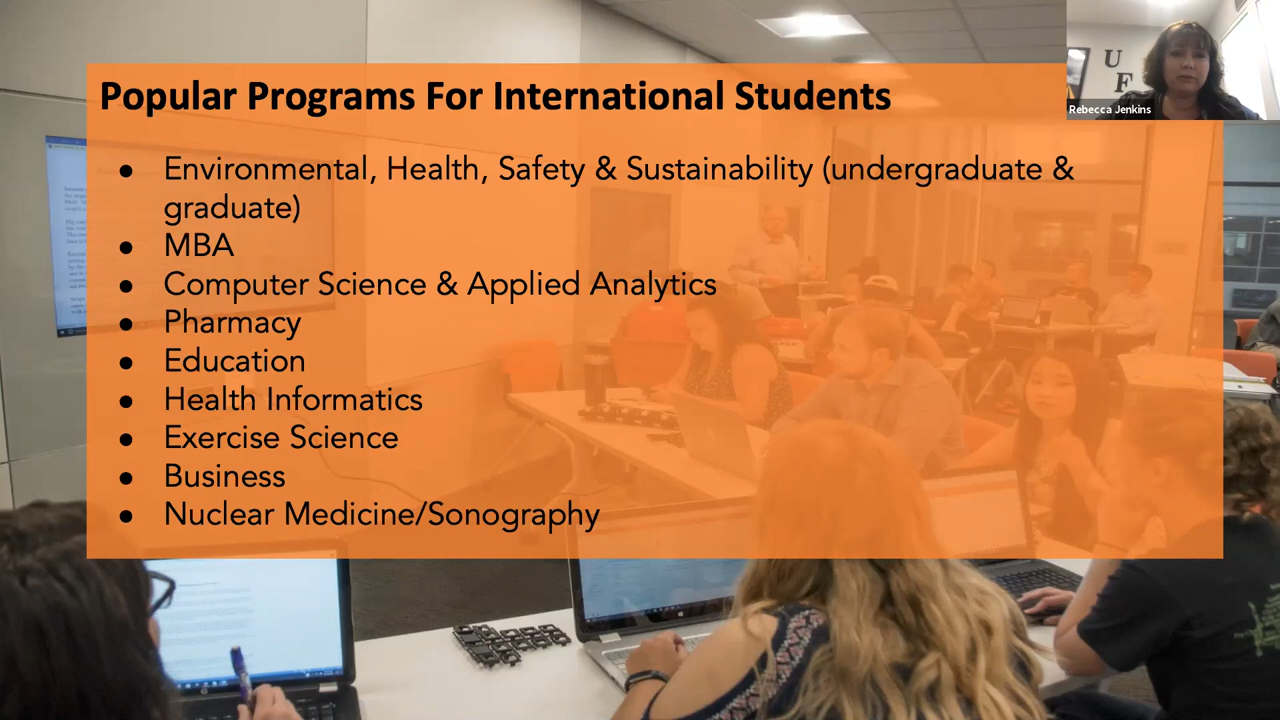 Popular Programs For International Students
U
F
Rebecca Jenkins
● Environmental, Health, Safety & Sustainability (undergraduate &
graduate)
● MBA
● Computer Science & Applied Analytics
● Pharmacy
● Education
● Health Informatics
● Exercise Science
● Business
● Nuclear Medicine/Sonography